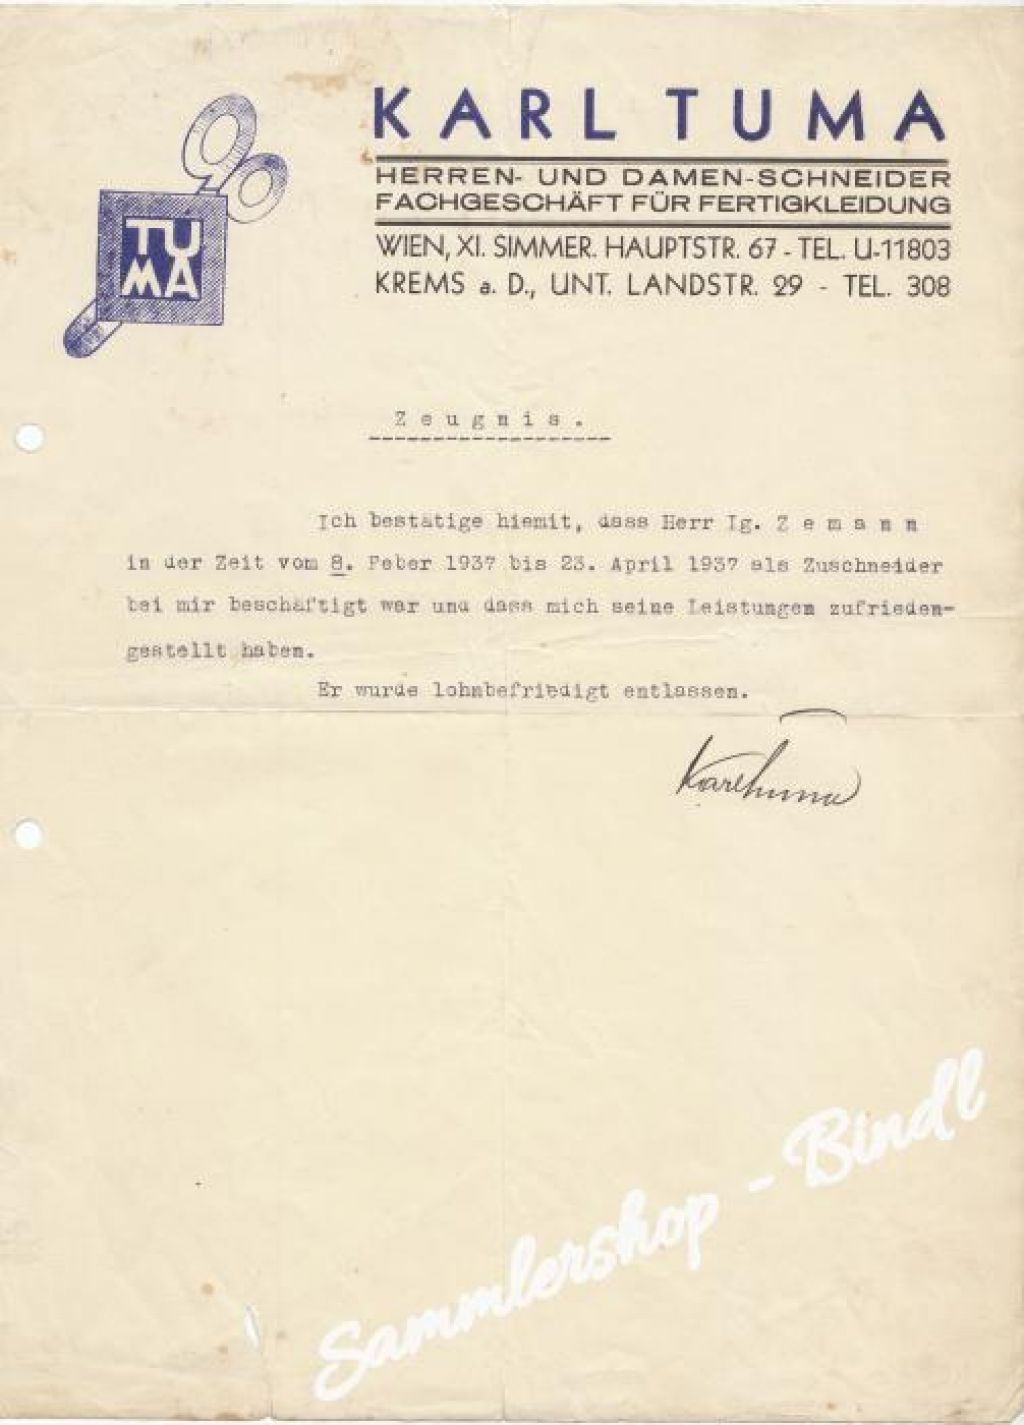 TU
MA
KARL TUMA
HERREN- UND DAMEN-SCHNEIDER
FACHGESCHÄFT FÜR FERTIGKLEIDUNG
WIEN, XI. SIMMER. HAUPTSTR. 67 - TEL. U-11803
KREMS a. D., UNT. LANDSTR. 29 - TEL. 308
Zeugnis.
Ich bestätige hiemit, dass Herr Ig. Zemann
in der Zeit vom 8. Feber 1937 bis 23. April 1937 als Zuschneider
bei mir beschäftigt war und dass mich seine Leistungen zufrieden-
gestellt haben.
Er wurde lohnbefriedigt entlassen.
Karl Tuma
Sammlershop - Bindl